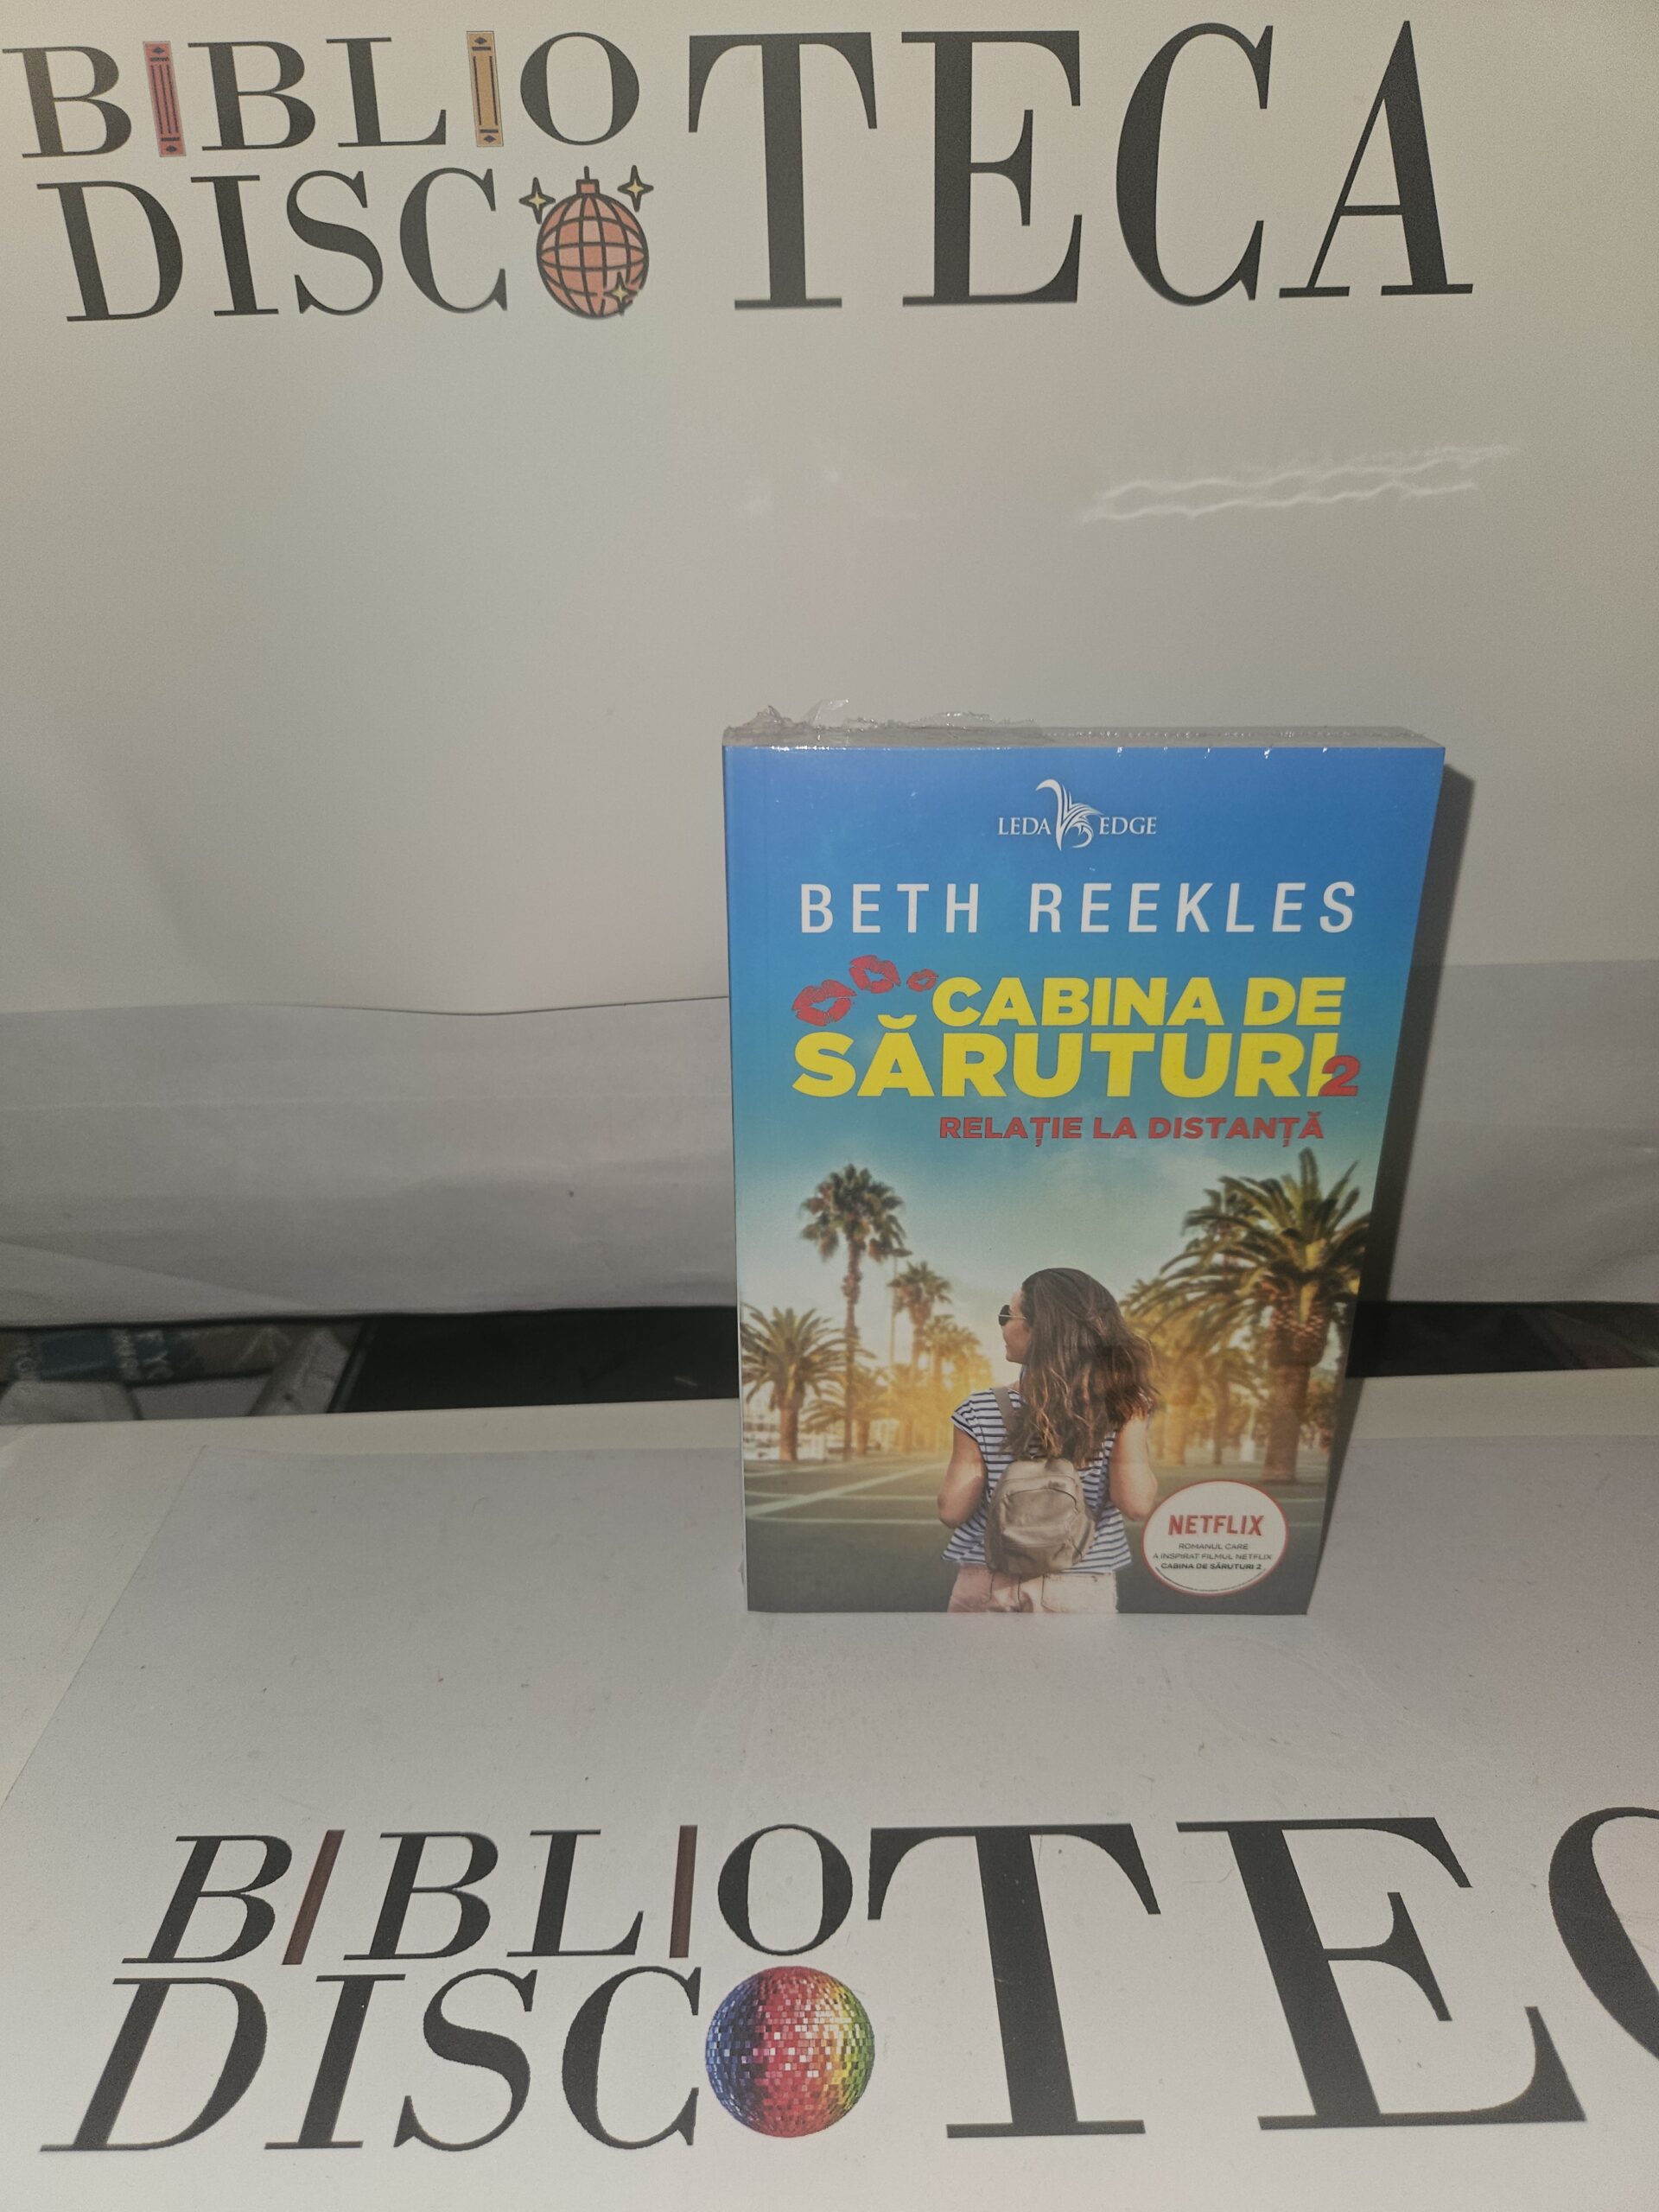 BIBLIO
DISCOTECA
LEDA EDGE
BETH REEKLES
CABINA DE
SĂRUTURI 2
RELAȚIE LA DISTANȚĂ
NETFLIX
ROMANUL CARE
A INSPIRAT FILMUL NETFLIX
CABINA DE SĂRUTURI 2
BIBLIO
DISCOTEC